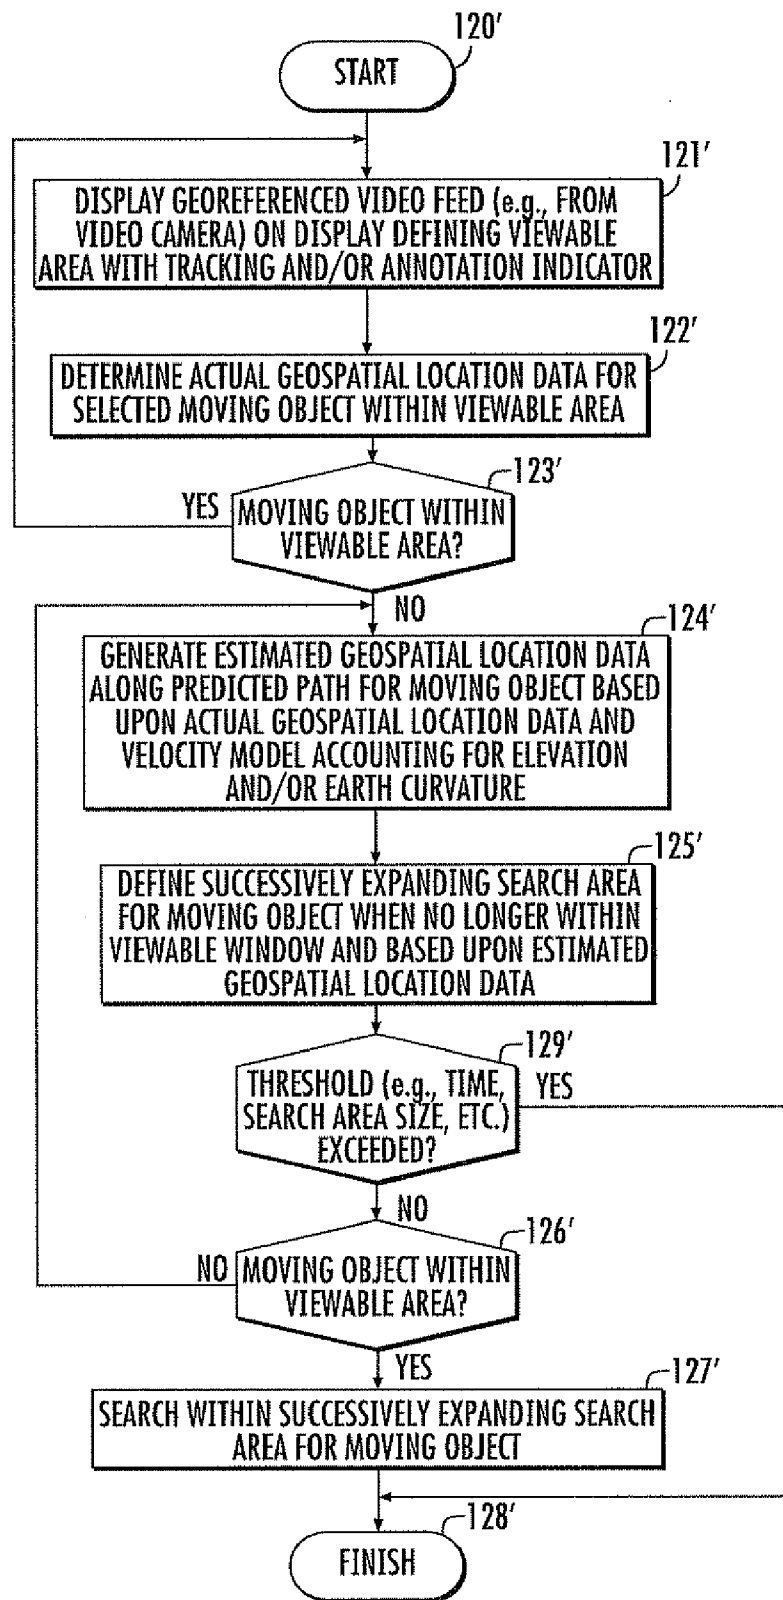 120'
START
121'
DISPLAY GEOREFERENCED VIDEO FEED (e.g., FROM
VIDEO CAMERA) ON DISPLAY DEFINING VIEWABLE
AREA WITH TRACKING AND/OR ANNOTATION INDICATOR
122'
DETERMINE ACTUAL GEOSPATIAL LOCATION DATA FOR
SELECTED MOVING OBJECT WITHIN VIEWABLE AREA
123'
YES
MOVING OBJECT WITHIN
VIEWABLE AREA?
NO
124'
GENERATE ESTIMATED GEOSPATIAL LOCATION DATA
ALONG PREDICTED PATH FOR MOVING OBJECT BASED
UPON ACTUAL GEOSPATIAL LOCATION DATA AND
VELOCITY MODEL ACCOUNTING FOR ELEVATION
AND/OR EARTH CURVATURE
125'
DEFINE SUCCESSIVELY EXPANDING SEARCH AREA
FOR MOVING OBJECT WHEN NO LONGER WITHIN
VIEWABLE WINDOW AND BASED UPON ESTIMATED
GEOSPATIAL LOCATION DATA
129'
THRESHOLD (e.g., TIME,
SEARCH AREA SIZE, ETC.)
EXCEEDED?
YES
NO
126'
NO
MOVING OBJECT WITHIN
VIEWABLE AREA?
YES
127'
SEARCH WITHIN SUCCESSIVELY EXPANDING SEARCH
AREA FOR MOVING OBJECT
128'
FINISH